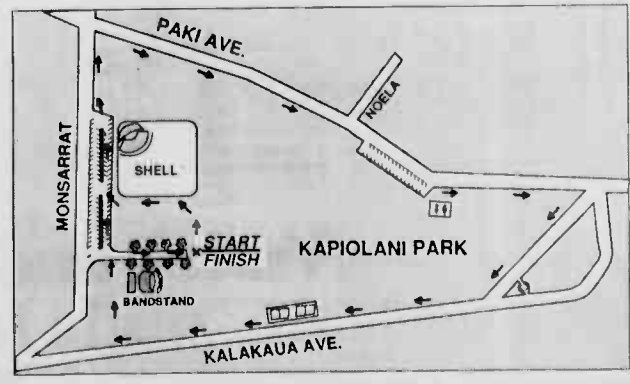 PAKI AVE.
NOELA
MONSARRAT
SHELL
START
FINISH
KAPIOLANI PARK
BANDSTAND
KALAKAUA AVE.